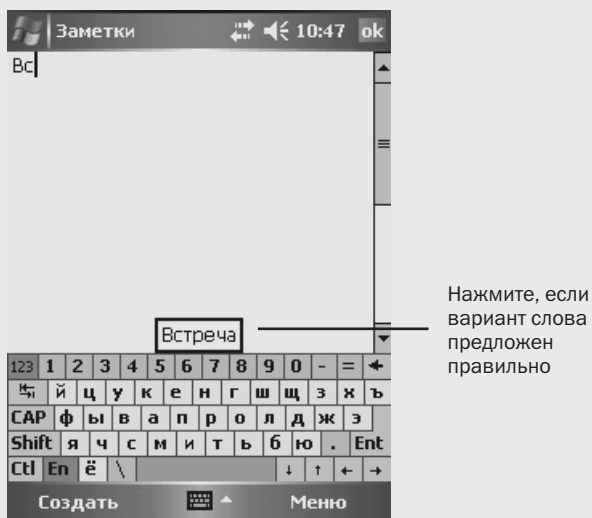 Заметки 10:47 ok
Вс
Встреча
Нажмите, если
вариант слова
предложен
правильно
123 1 2 3 4 5 6 7 8 9 0 - = ←
й ц у к е н г ш щ з х ъ
CAP ф ы в а п р о л д ж э
Shift я ч с м и т ь б ю . Ent
Ctl En ё \ ↓ ↑ ← →
Создать Меню